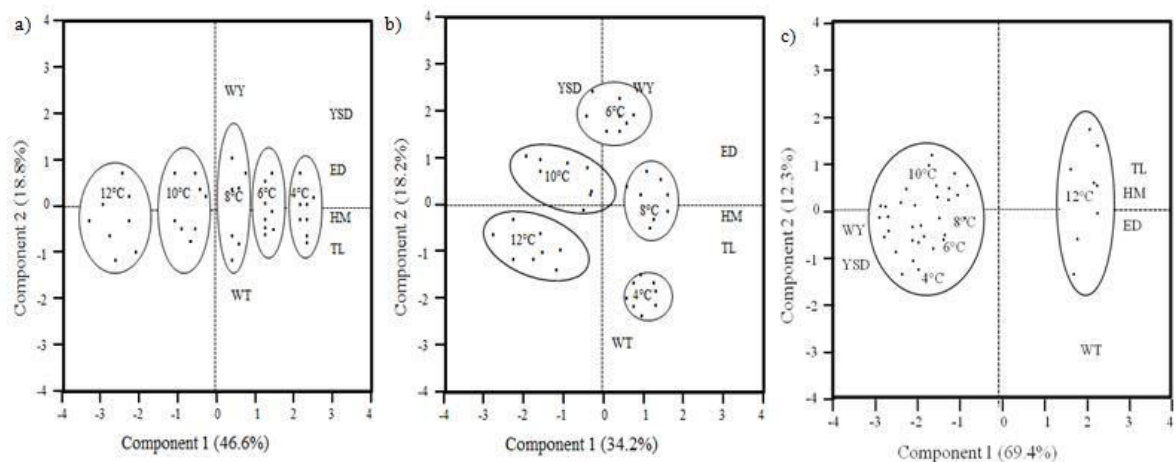 a)
4
3
2
1
0
-1
-2
-3
-4
Component 2 (18.8%)
WY
YSD
ED
12°C
10°C
8°C
6°C
4°C
HM
TL
WT
-4 -3 -2 -1 0 1 2 3 4
Component 1 (46.6%)
b)
4
3
2
1
0
-1
-2
-3
-4
Component 2 (18.2%)
YSD WY
6°C
ED
10°C
8°C
HM
12°C
TL
4°C
WT
-4 -3 -2 -1 0 1 2 3 4
Component 1 (34.2%)
c)
4
3
2
1
0
-1
-2
-3
-4
Component 2 (12.3%)
10°C
TL
12°C
HM
WY
8°C
ED
6°C
YSD
4°C
WT
-4 -3 -2 -1 0 1 2 3 4
Component 1 (69.4%)